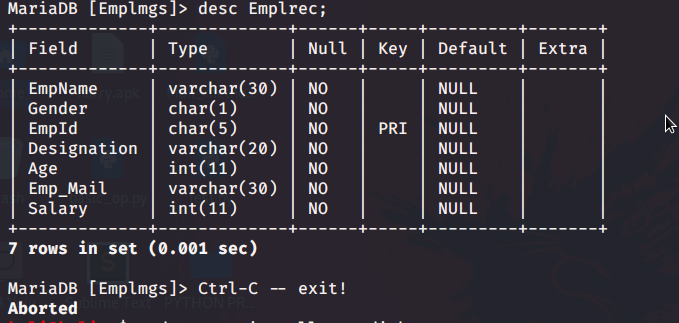 MariaDB [Emplmgs]> desc Emplrec;
+-------------+-------------+------+-----+---------+-------+
| Field       | Type        | Null | Key | Default | Extra |
+-------------+-------------+------+-----+---------+-------+
| EmpName     | varchar(30) | NO   |     | NULL    |       |
| Gender      | char(1)     | NO   |     | NULL    |       |
| EmpId       | char(5)     | NO   | PRI | NULL    |       |
| Designation | varchar(20) | NO   |     | NULL    |       |
| Age         | int(11)     | NO   |     | NULL    |       |
| Emp_Mail    | varchar(30) | NO   |     | NULL    |       |
| Salary      | int(11)     | NO   |     | NULL    |       |
+-------------+-------------+------+-----+---------+-------+
7 rows in set (0.001 sec)
MariaDB [Emplmgs]> Ctrl-C -- exit!
Aborted